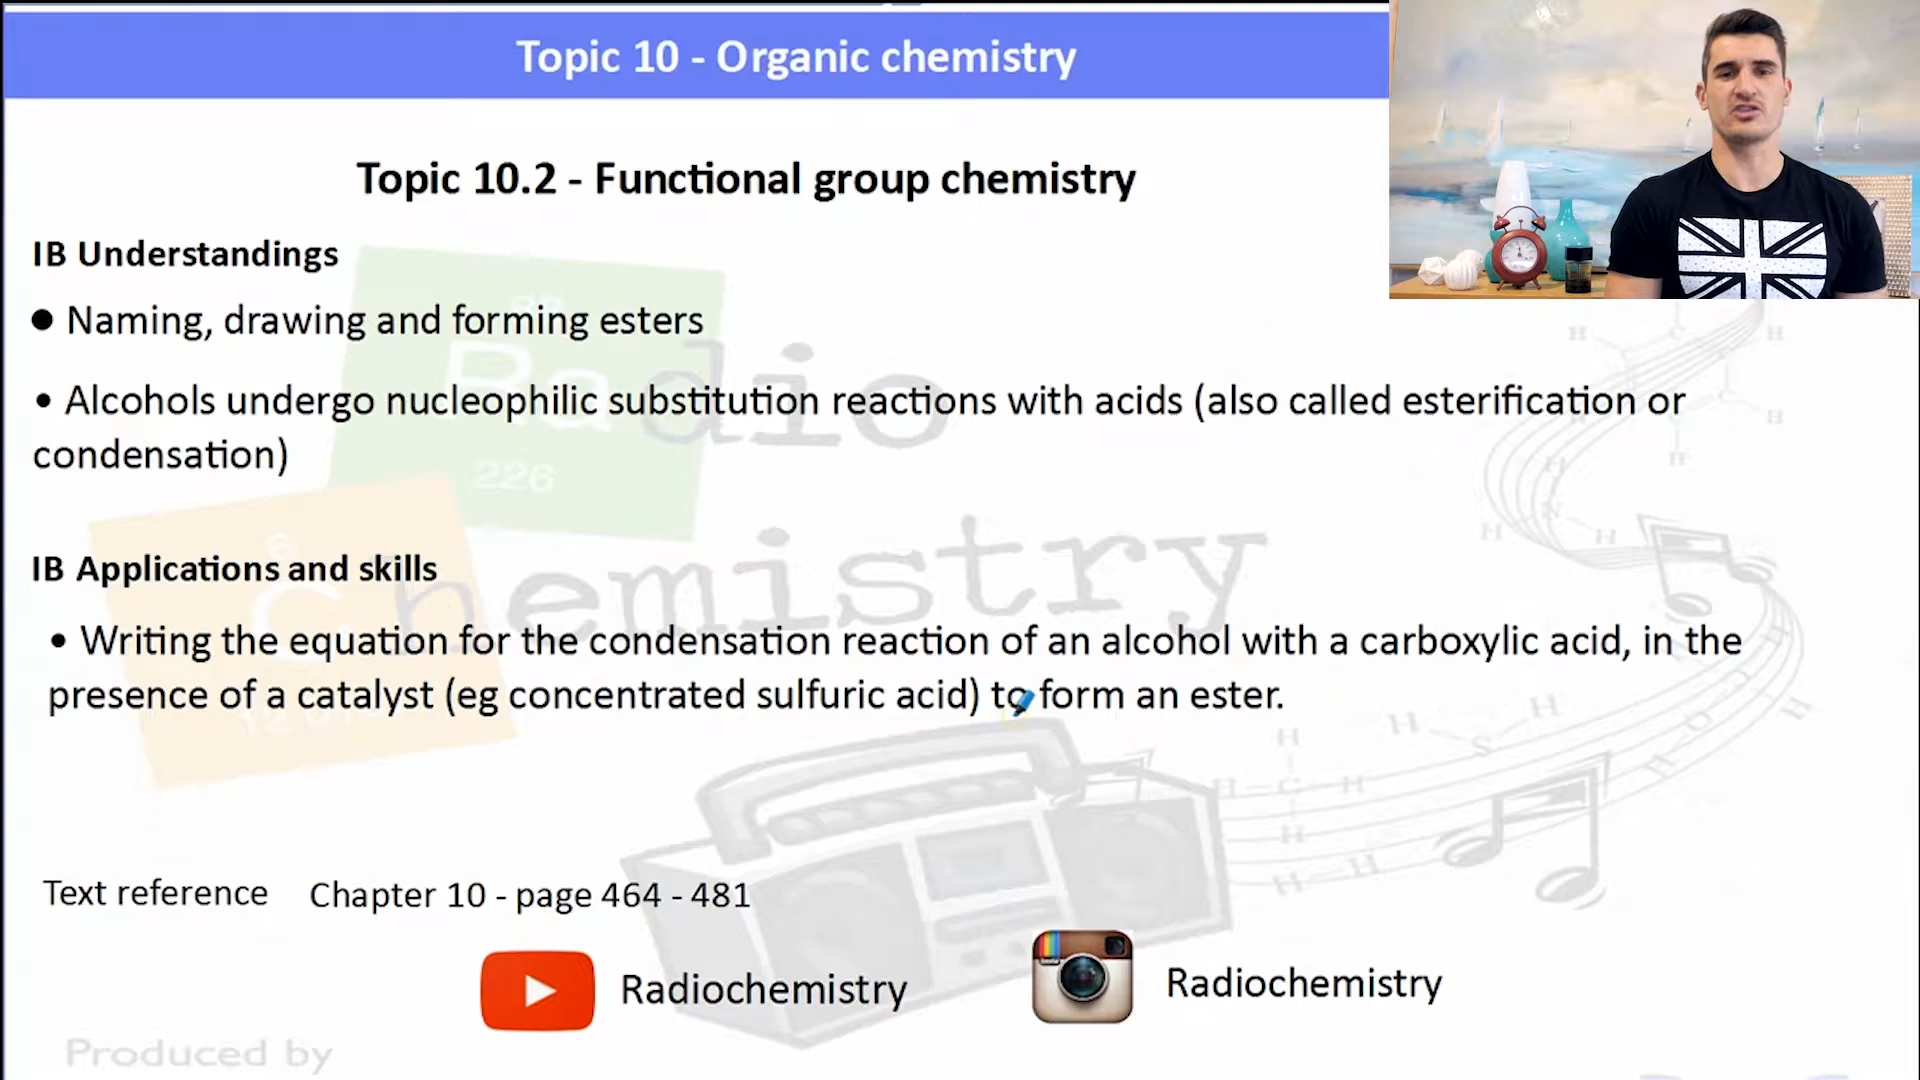 Topic 10 - Organic chemistry
Topic 10.2 - Functional group chemistry
IB Understandings
● Naming, drawing and forming esters
• Alcohols undergo nucleophilic substitution reactions with acids (also called esterification or
condensation)
IB Applications and skills
• Writing the equation for the condensation reaction of an alcohol with a carboxylic acid, in the
presence of a catalyst (eg concentrated sulfuric acid) to form an ester.
Text reference Chapter 10 - page 464 - 481
Radiochemistry
Radiochemistry
Produced by
Radio
226
Chemistry